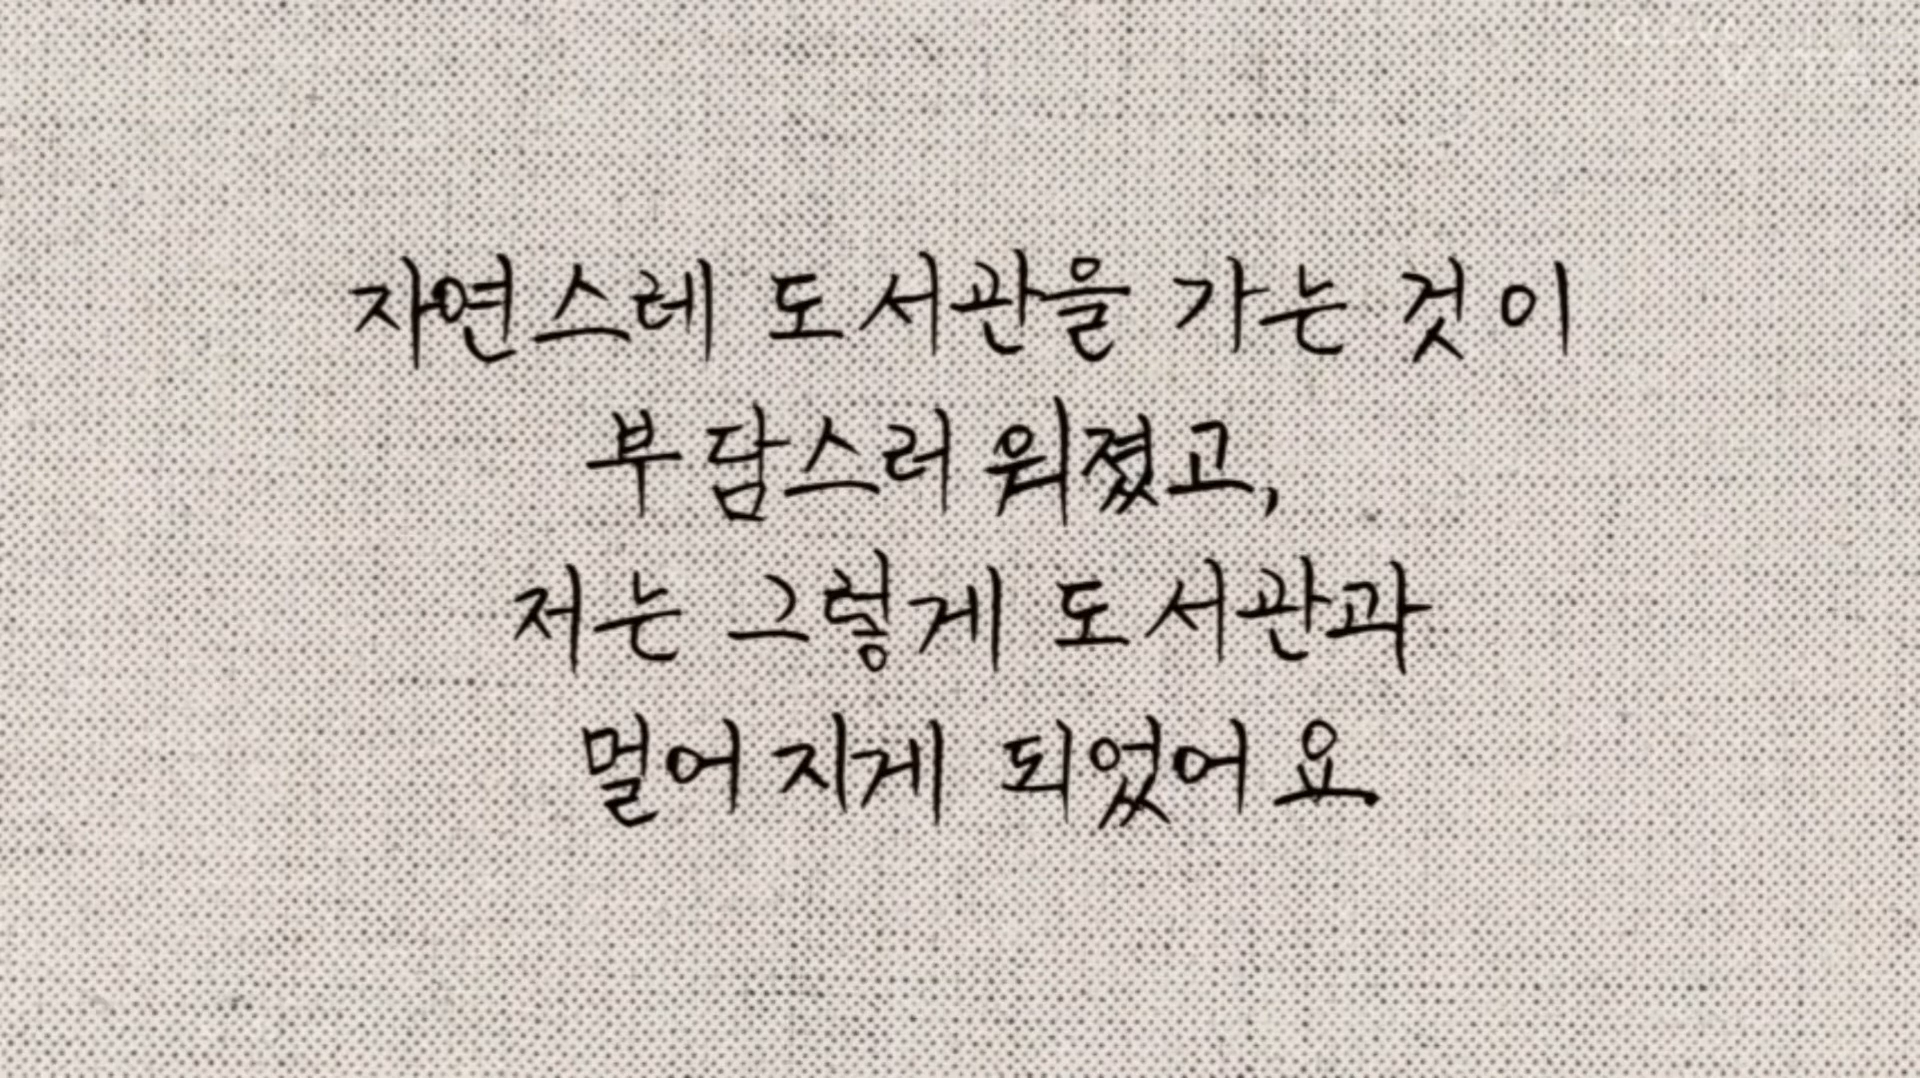 자연스레 도서관을 가는 것이
부담스러워졌고,
저는 그렇게 도서관과
멀어지게 되었어요